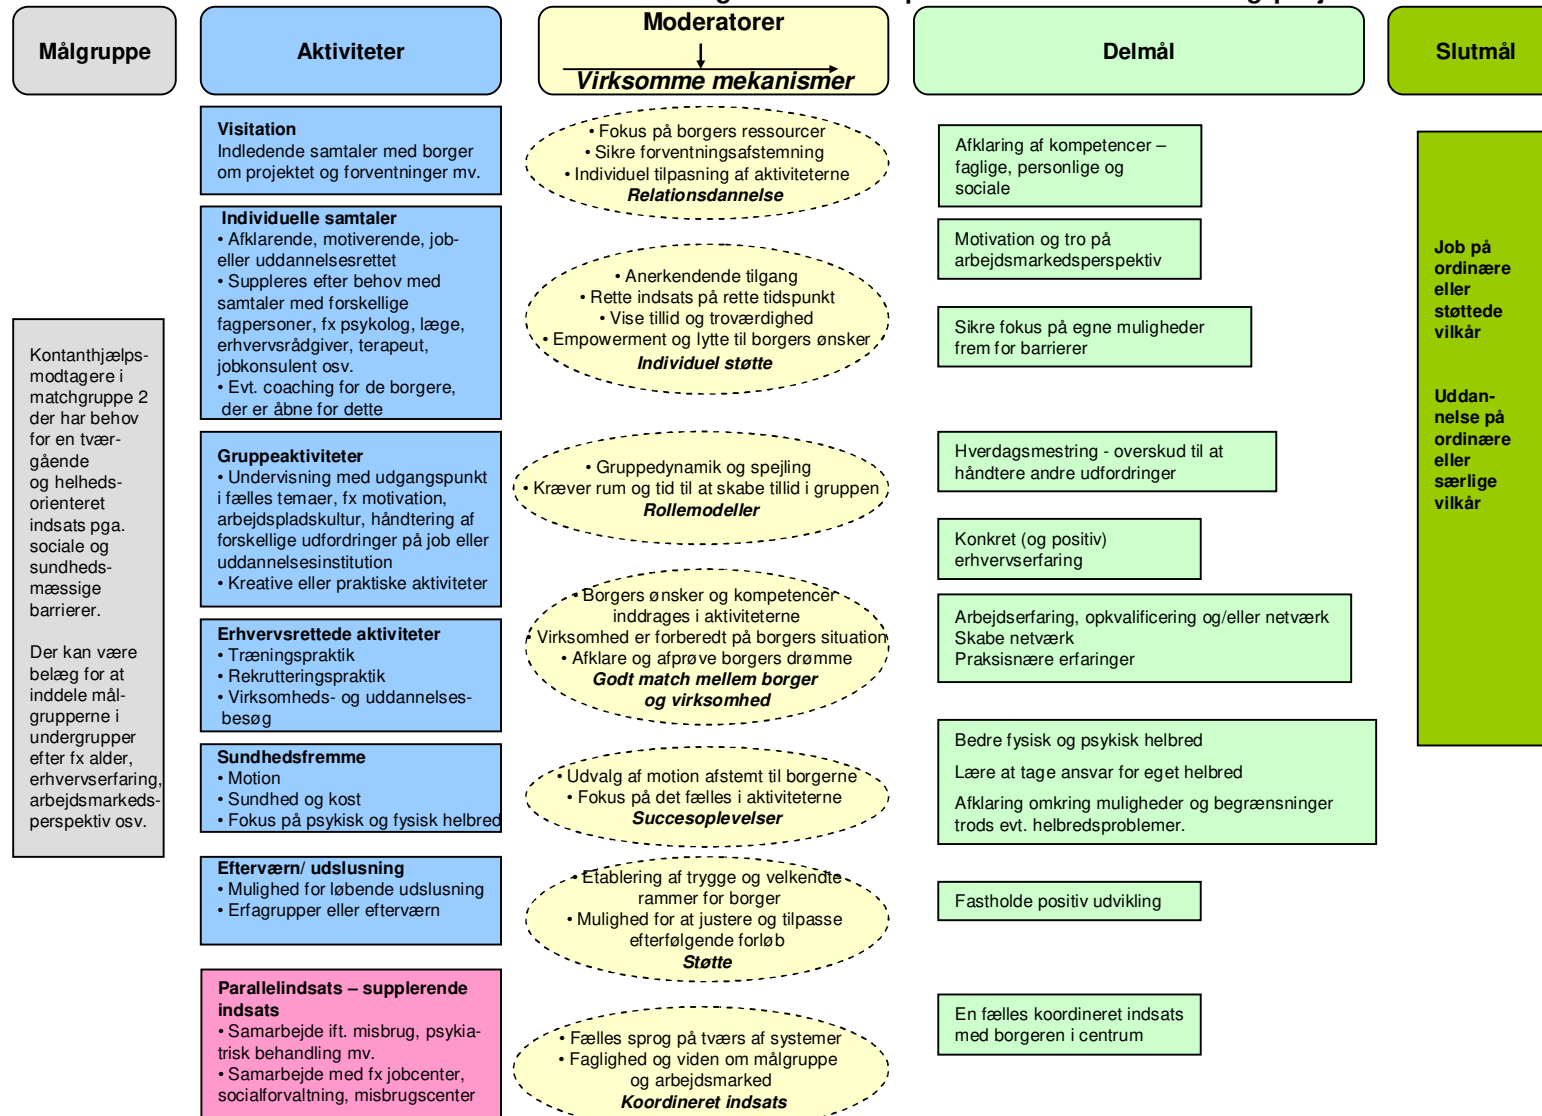 Målgruppe
Aktiviteter
Moderatorer
Virksomme mekanismer
Delmål
Slutmål
Kontanthjælps-
modtagere i
matchgruppe 2
der har behov
for en tvær-
gående
og helheds-
orienteret
indsats pga.
sociale og
sundheds-
mæssige
barrierer.
Der kan være
belæg for at
inddele mål-
grupperne i
undergrupper
efter fx alder,
erhvervserfaring,
arbejdsmarkeds-
perspektiv osv.
Visitation
Indledende samtaler med borger
om projektet og forventninger mv.
Individuelle samtaler
• Afklarende, motiverende, job-
eller uddannelsesrettet
• Suppleres efter behov med
samtaler med forskellige
fagpersoner, fx psykolog, læge,
erhvervsrådgiver, terapeut,
jobkonsulent osv.
• Evt. coaching for de borgere,
der er åbne for dette
Gruppeaktiviteter
• Undervisning med udgangspunkt
i fælles temaer, fx motivation,
arbejdspladskultur, håndtering af
forskellige udfordringer på job eller
uddannelsesinstitution
• Kreative eller praktiske aktiviteter
Erhvervsrettede aktiviteter
• Træningspraktik
• Rekrutteringspraktik
• Virksomheds- og uddannelses-
besøg
Sundhedsfremme
• Motion
• Sundhed og kost
• Fokus på psykisk og fysisk helbred
Efterværn/ udslusning
• Mulighed for løbende udslusning
• Erfagrupper eller efterværn
Parallelindsats – supplerende
indsats
• Samarbejde ift. misbrug, psykia-
trisk behandling mv.
• Samarbejde med fx jobcenter,
socialforvaltning, misbrugscenter
• Fokus på borgers ressourcer
• Sikre forventningsafstemning
• Individuel tilpasning af aktiviteterne
Relationsdannelse
• Anerkendende tilgang
• Rette indsats på rette tidspunkt
• Vise tillid og troværdighed
• Empowerment og lytte til borgers ønsker
Individuel støtte
• Gruppedynamik og spejling
• Kræver rum og tid til at skabe tillid i gruppen
Rollemodeller
• Borgers ønsker og kompetencer
inddrages i aktiviteterne
• Virksomhed er forberedt på borgers situation
• Afklare og afprøve borgers drømme
Godt match mellem borger
og virksomhed
• Udvalg af motion afstemt til borgerne
• Fokus på det fælles i aktiviteterne
Succesoplevelser
• Etablering af trygge og velkendte
rammer for borger
• Mulighed for at justere og tilpasse
efterfølgende forløb
Støtte
• Fælles sprog på tværs af systemer
• Faglighed og viden om målgruppe
og arbejdsmarked
Koordineret indsats
Afklaring af kompetencer –
faglige, personlige og
sociale
Motivation og tro på
arbejdsmarkedsperspektiv
Sikre fokus på egne muligheder
frem for barrierer
Hverdagsmestring - overskud til at
håndtere andre udfordringer
Konkret (og positiv)
erhvervserfaring
Arbejdserfaring, opkvalificering og/eller netværk
Skabe netværk
Praksisnære erfaringer
Bedre fysisk og psykisk helbred
Lære at tage ansvar for eget helbred
Afklaring omkring muligheder og begrænsninger
trods evt. helbredsproblemer.
Fastholde positiv udvikling
En fælles koordineret indsats
med borgeren i centrum
Job på
ordinære
eller
støttede
vilkår
Uddan-
nelse på
ordinære
eller
særlige
vilkår